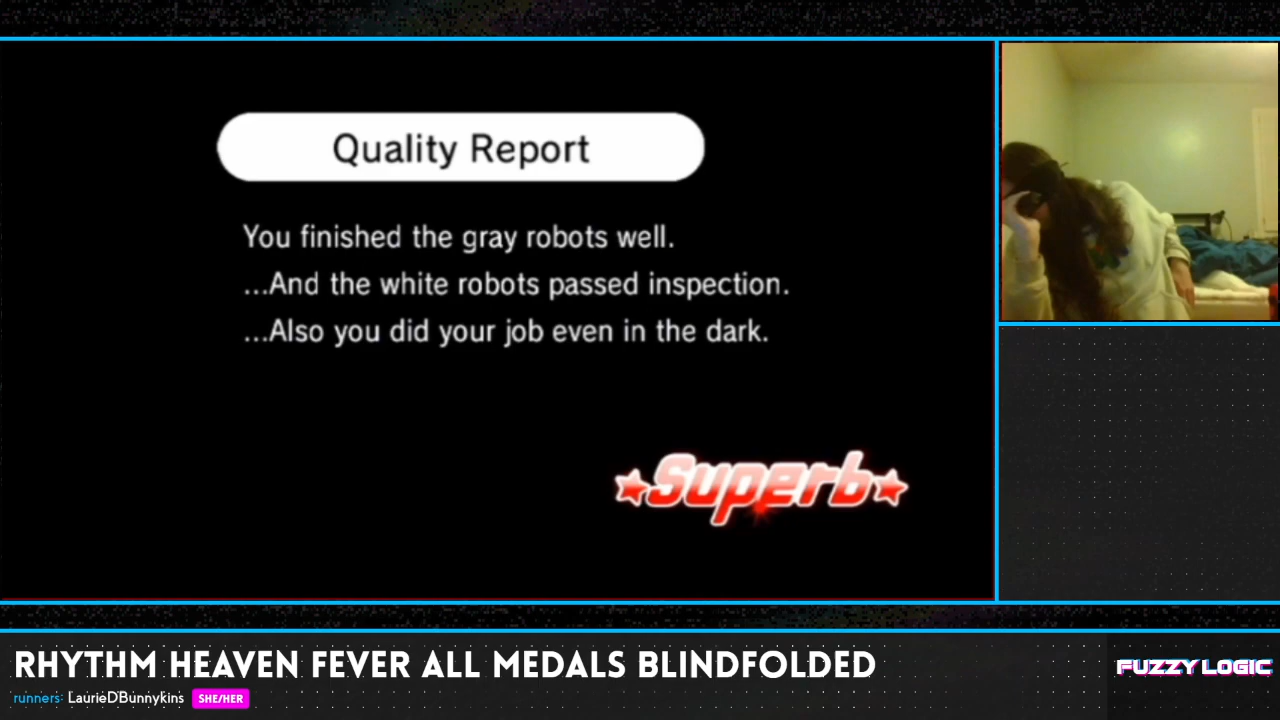 Quality Report
You finished the gray robots well.
...And the white robots passed inspection.
...Also you did your job even in the dark.
Superb
RHYTHM HEAVEN FEVER ALL MEDALS BLINDFOLDED
runners: LaurieDBunnykins SHE/HER
FUZZY LOGIC